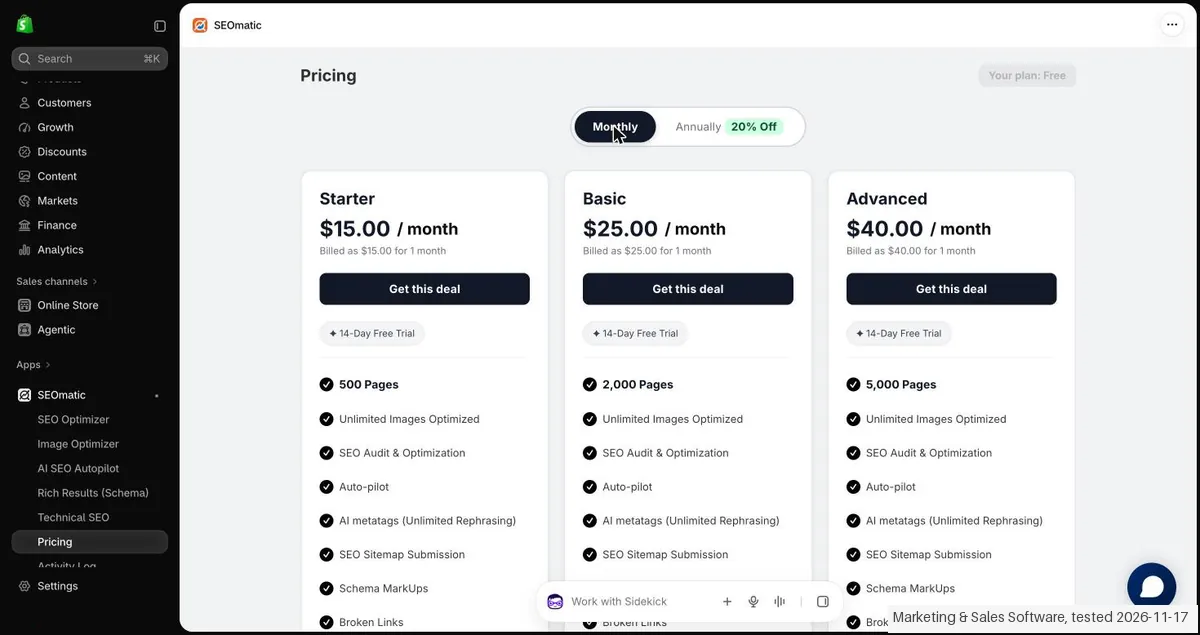 Search ⌘K
Customers
Growth
Discounts
Content
Markets
Finance
Analytics
Sales channels
Online Store
Agentic
Apps
SEOmatic
SEO Optimizer
Image Optimizer
AI SEO Autopilot
Rich Results (Schema)
Technical SEO
Pricing
Activity Log
Settings
SEOmatic
Pricing
Your plan: Free
Monthly Annually 20% Off
Starter
$15.00 / month
Billed as $15.00 for 1 month
Get this deal
14-Day Free Trial
500 Pages
Unlimited Images Optimized
SEO Audit & Optimization
Auto-pilot
AI metatags (Unlimited Rephrasing)
SEO Sitemap Submission
Schema MarkUps
Broken Links
Basic
$25.00 / month
Billed as $25.00 for 1 month
Get this deal
14-Day Free Trial
2,000 Pages
Unlimited Images Optimized
SEO Audit & Optimization
Auto-pilot
AI metatags (Unlimited Rephrasing)
SEO Sitemap Submission
Broken Links
Advanced
$40.00 / month
Billed as $40.00 for 1 month
Get this deal
14-Day Free Trial
5,000 Pages
Unlimited Images Optimized
SEO Audit & Optimization
Auto-pilot
AI metatags (Unlimited Rephrasing)
SEO Sitemap Submission
Schema MarkUps
Work with Sidekick
Marketing & Sales Software, tested 2026-11-17